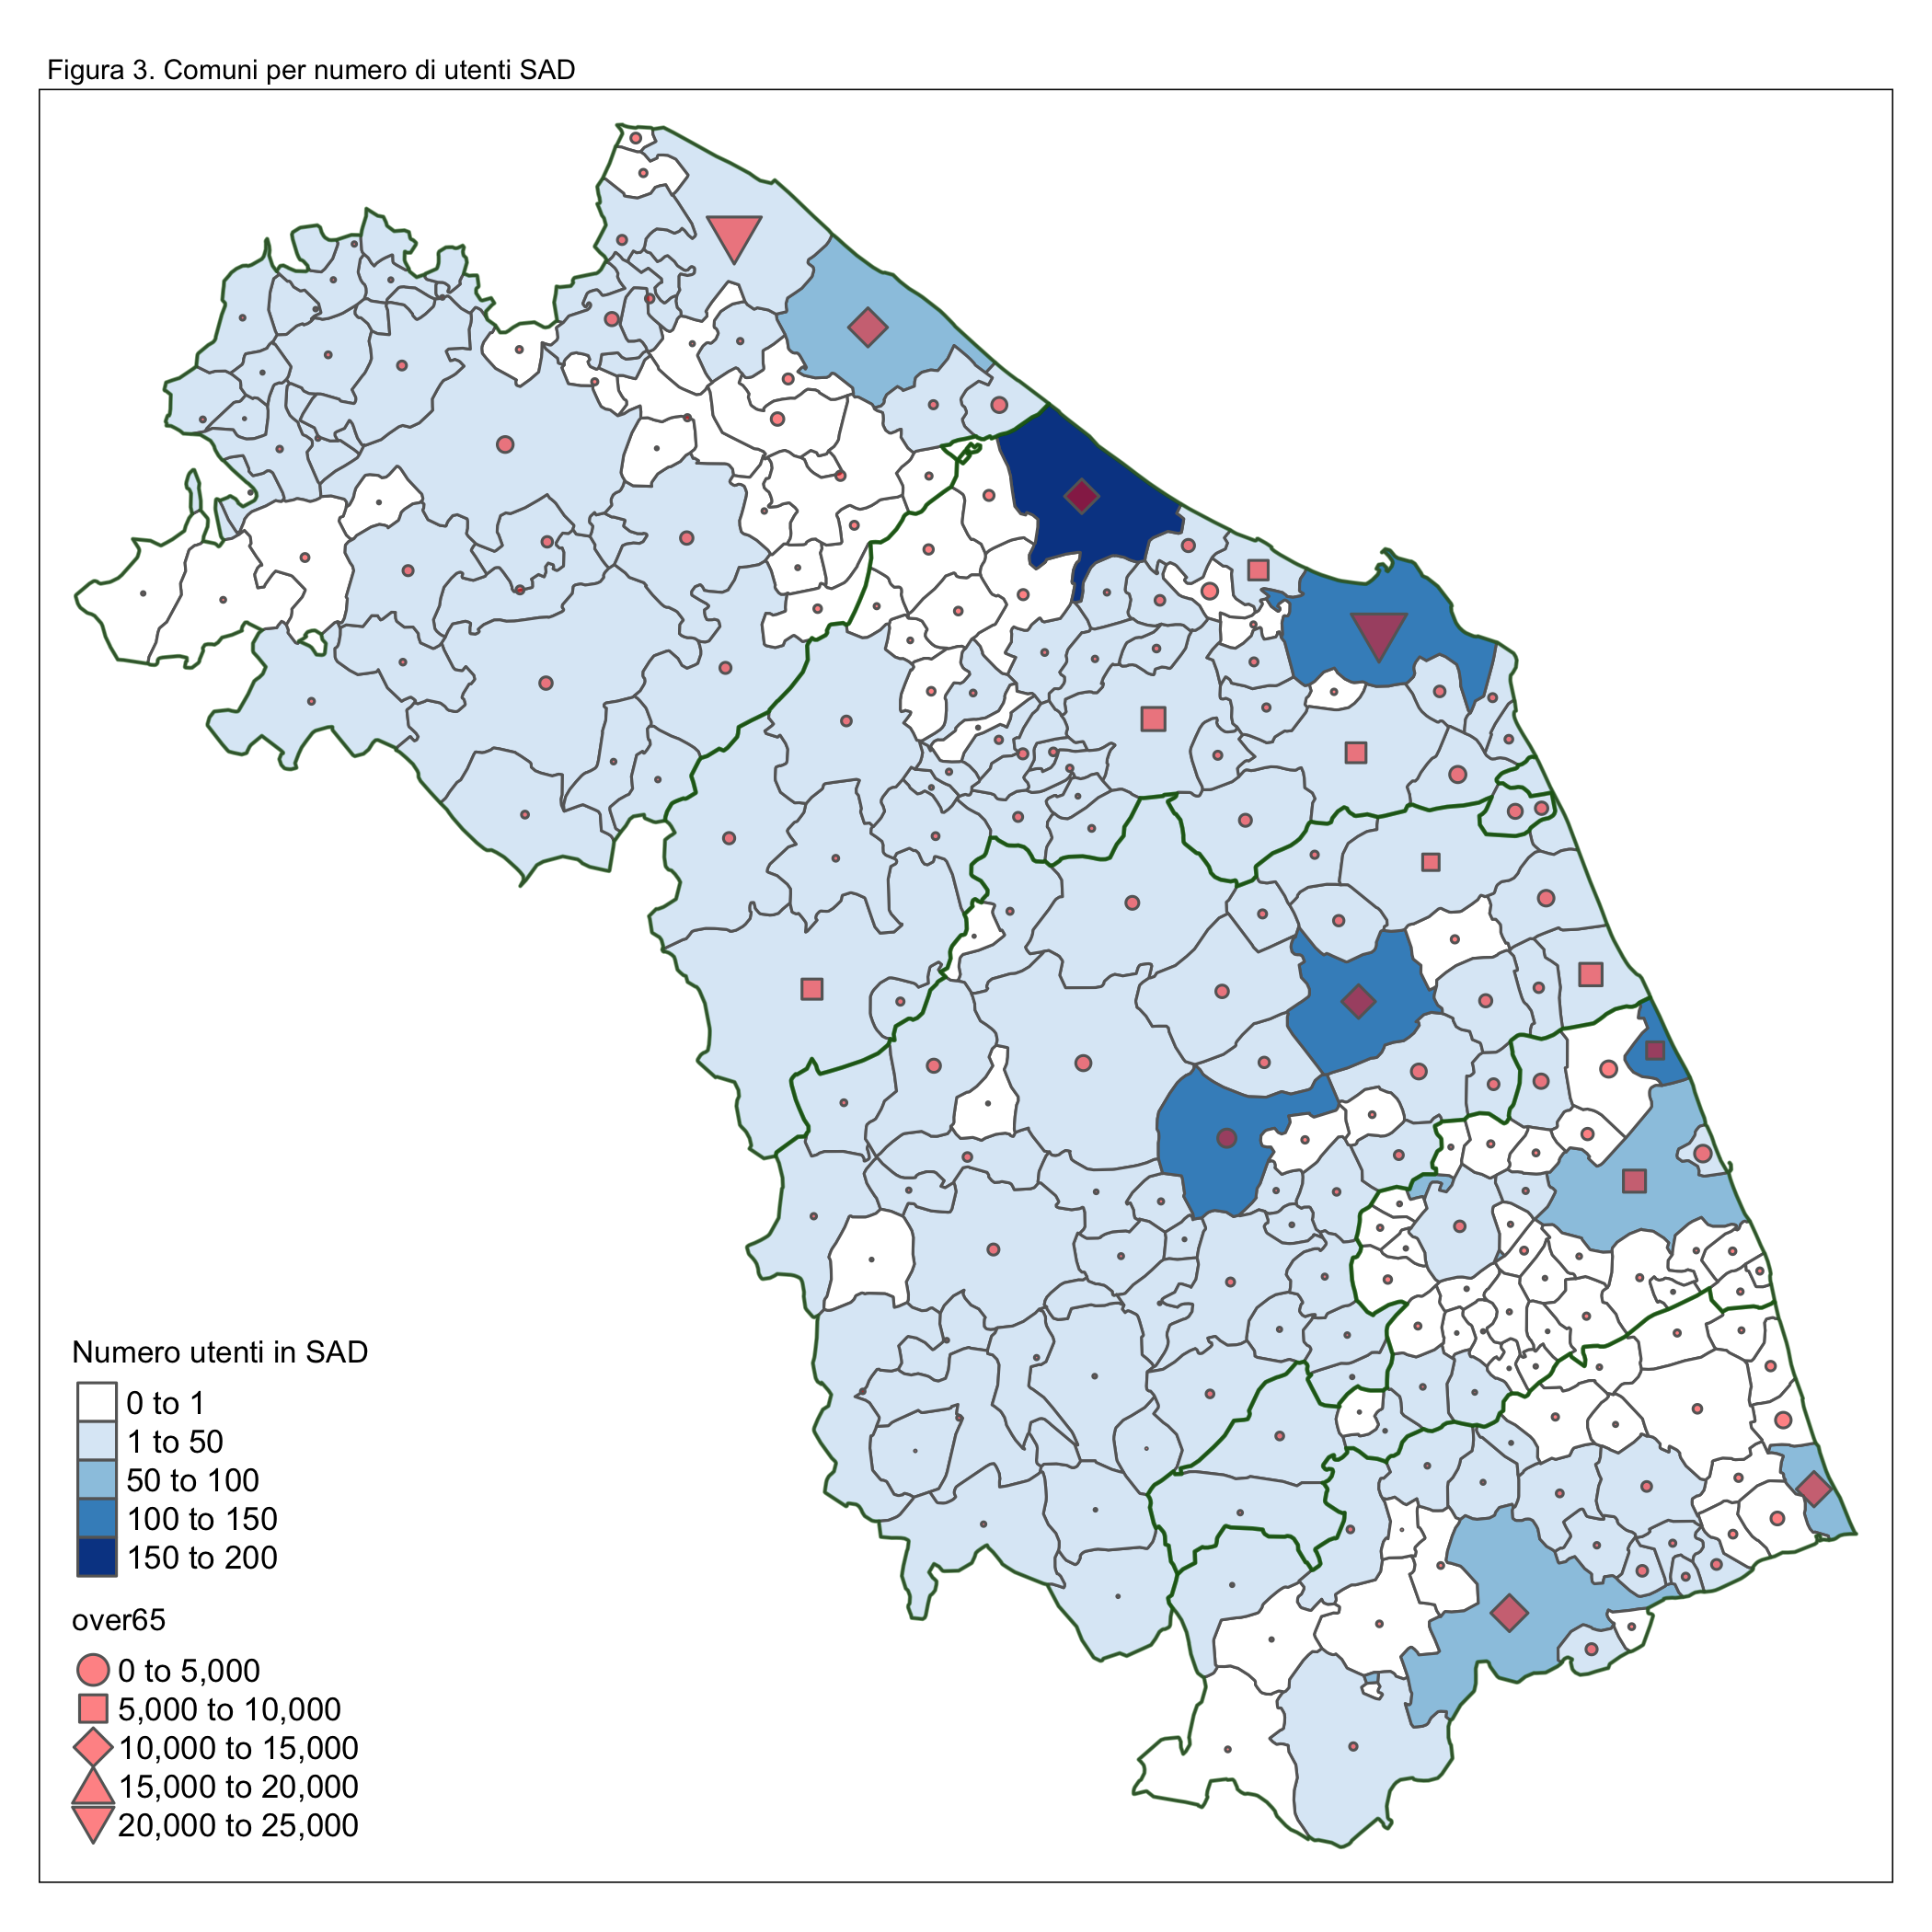 Figura 3. Comuni per numero di utenti SAD
Numero utenti in SAD
0 to 1
1 to 50
50 to 100
100 to 150
150 to 200
over65
0 to 5,000
5,000 to 10,000
10,000 to 15,000
15,000 to 20,000
20,000 to 25,000